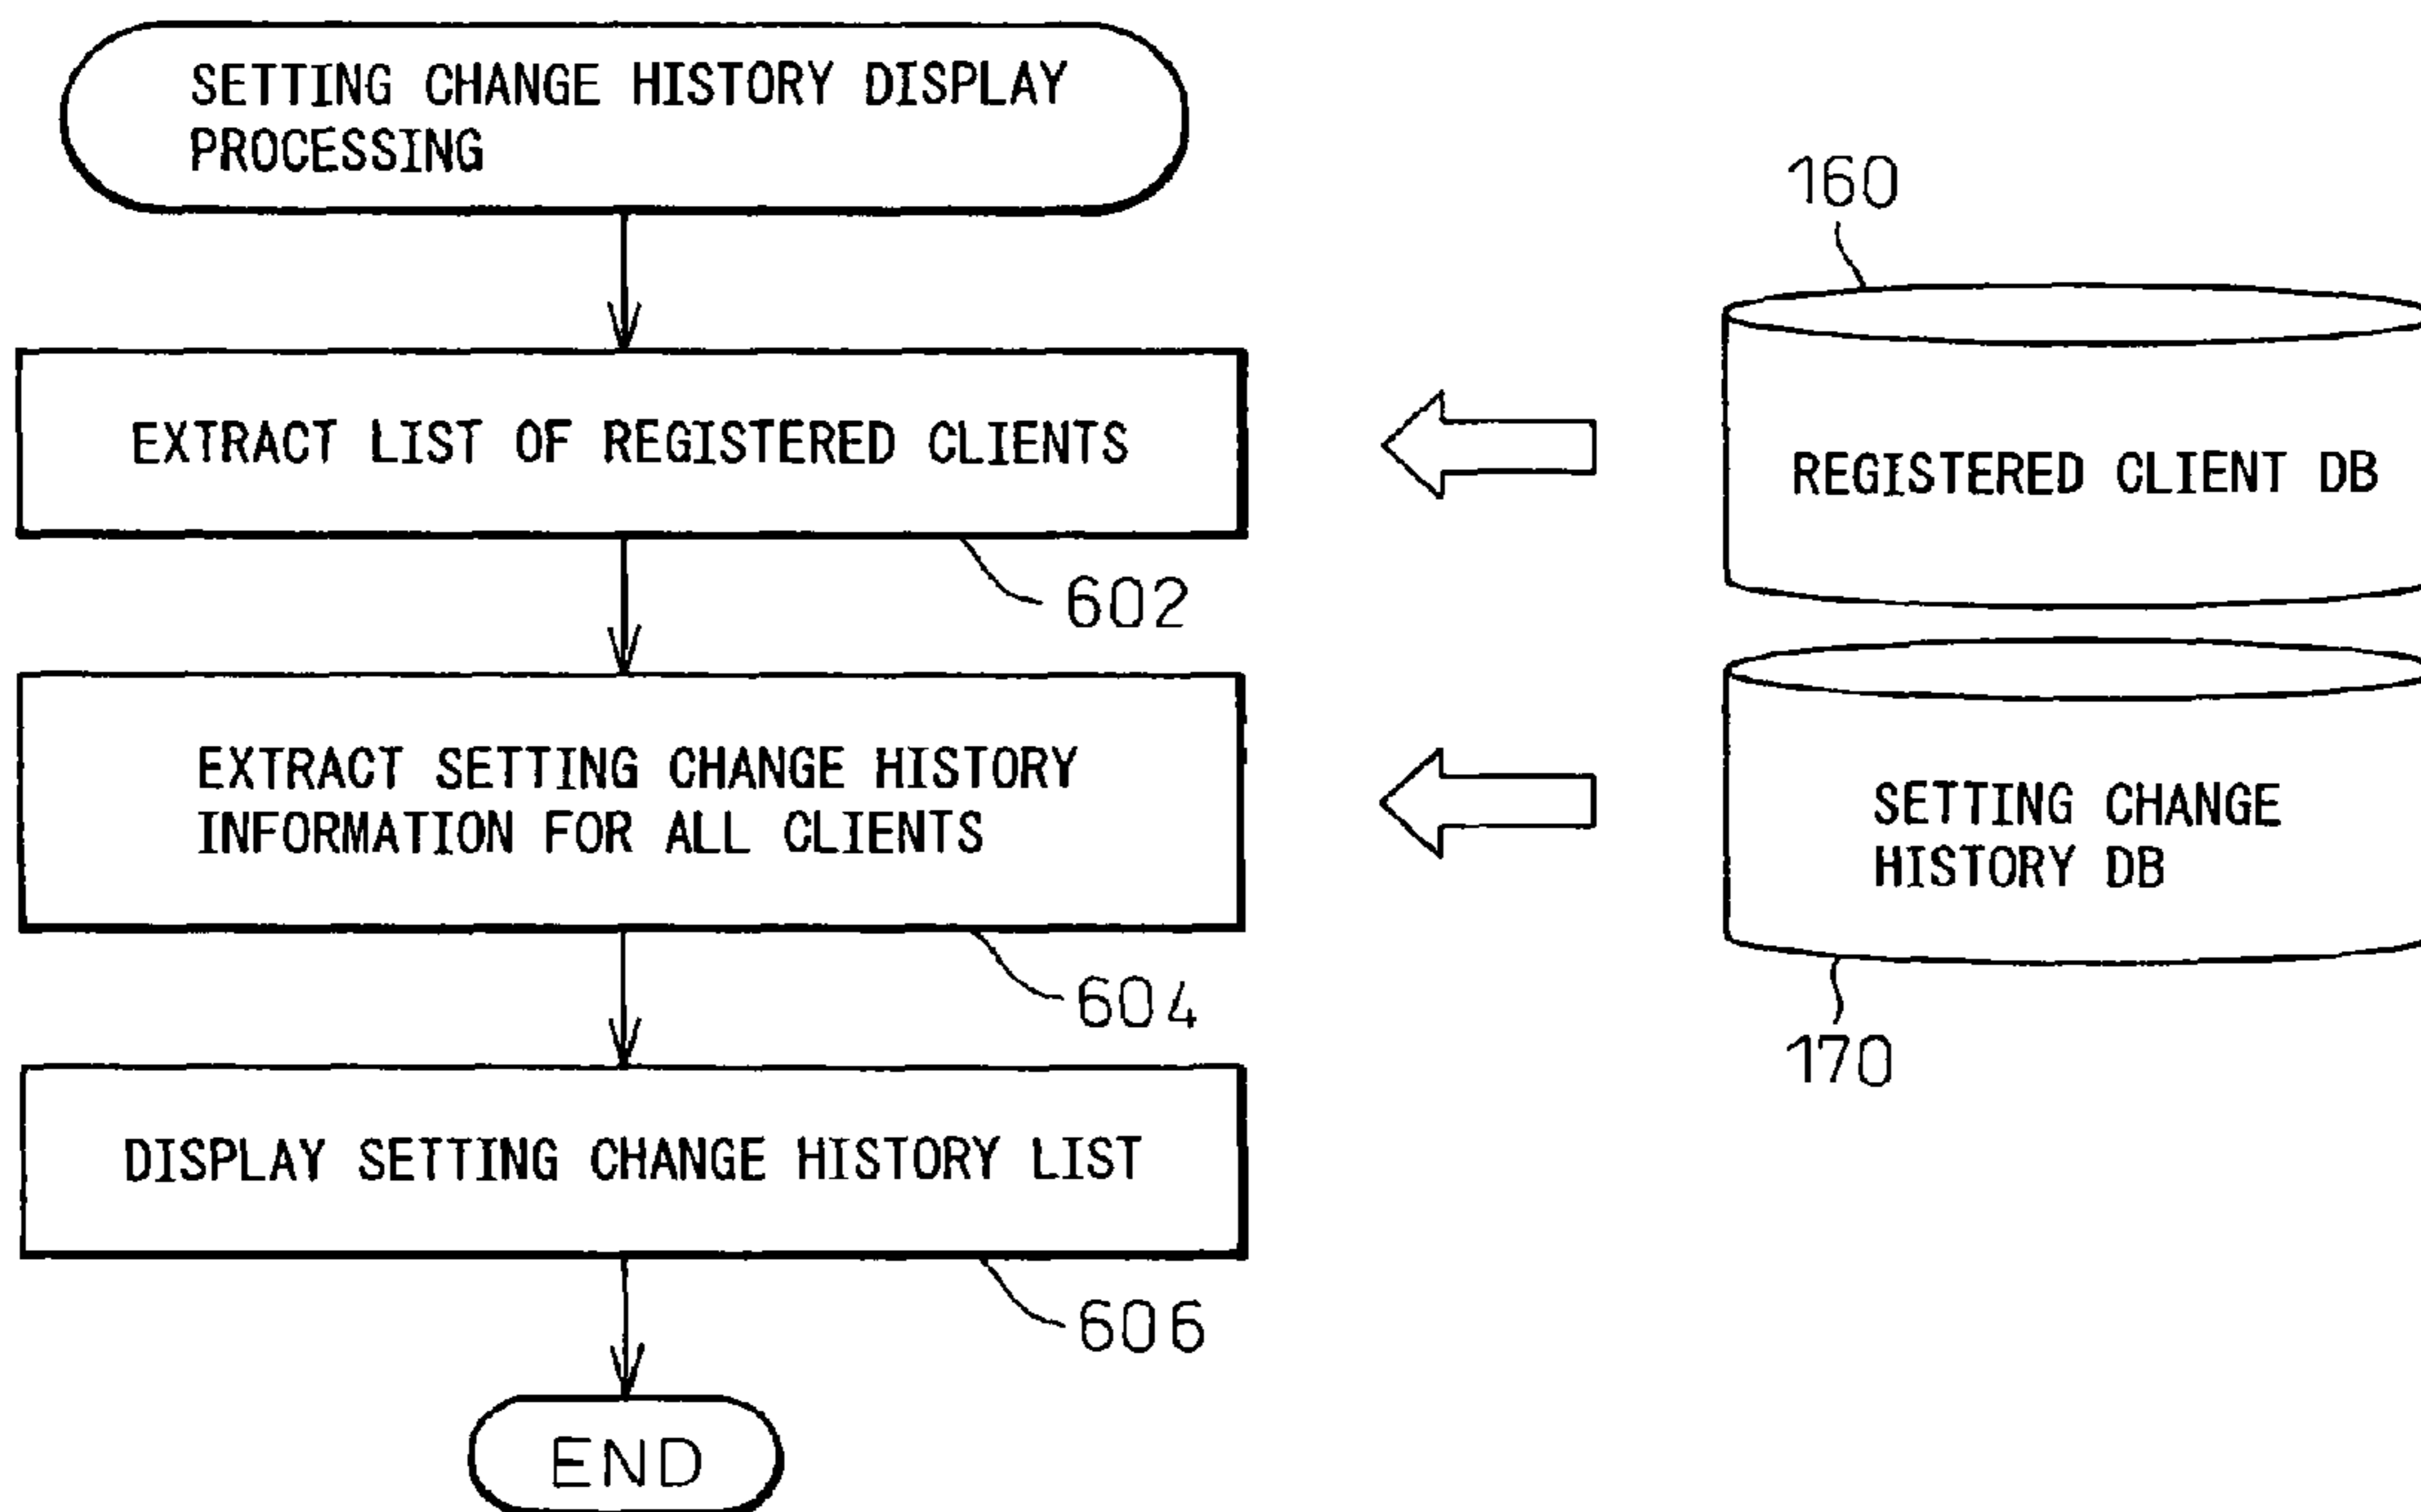 SETTING CHANGE HISTORY DISPLAY
PROCESSING
160
EXTRACT LIST OF REGISTERED CLIENTS
REGISTERED CLIENT DB
602
EXTRACT SETTING CHANGE HISTORY
INFORMATION FOR ALL CLIENTS
SETTING CHANGE
HISTORY DB
604
170
DISPLAY SETTING CHANGE HISTORY LIST
606
END